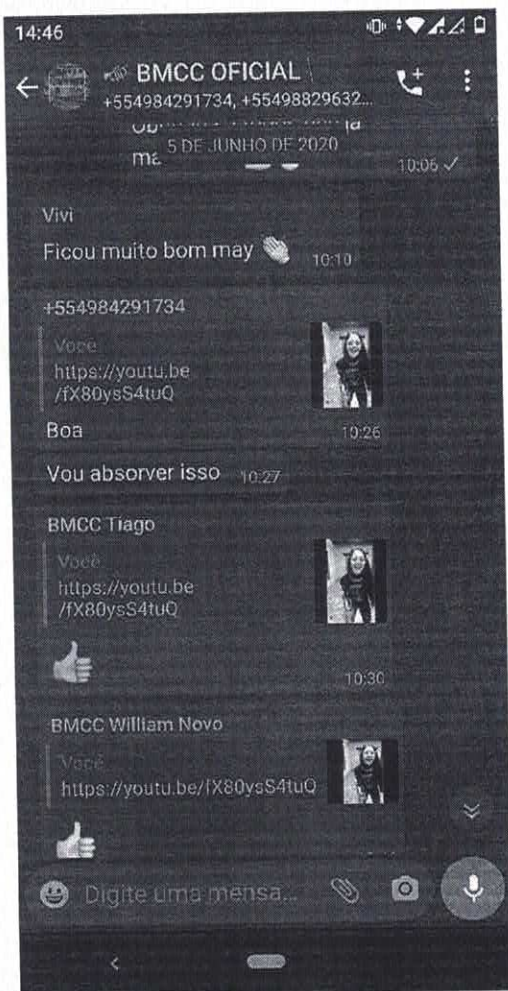 14:46
BMCC OFICIAL
+554984291734, +55498829632...
5 DE JUNHO DE 2020
10:06
Vivi
Ficou muito bom may 👏 10:10
+554984291734
Você
https://youtu.be
/fX80ysS4tuQ
Boa 10:26
Vou absorver isso 10:27
BMCC Tiago
Você
https://youtu.be
/fX80ysS4tuQ
👍 10:30
BMCC William Novo
Você
https://youtu.be/fX80ysS4tuQ
👍
Digite uma mensa...